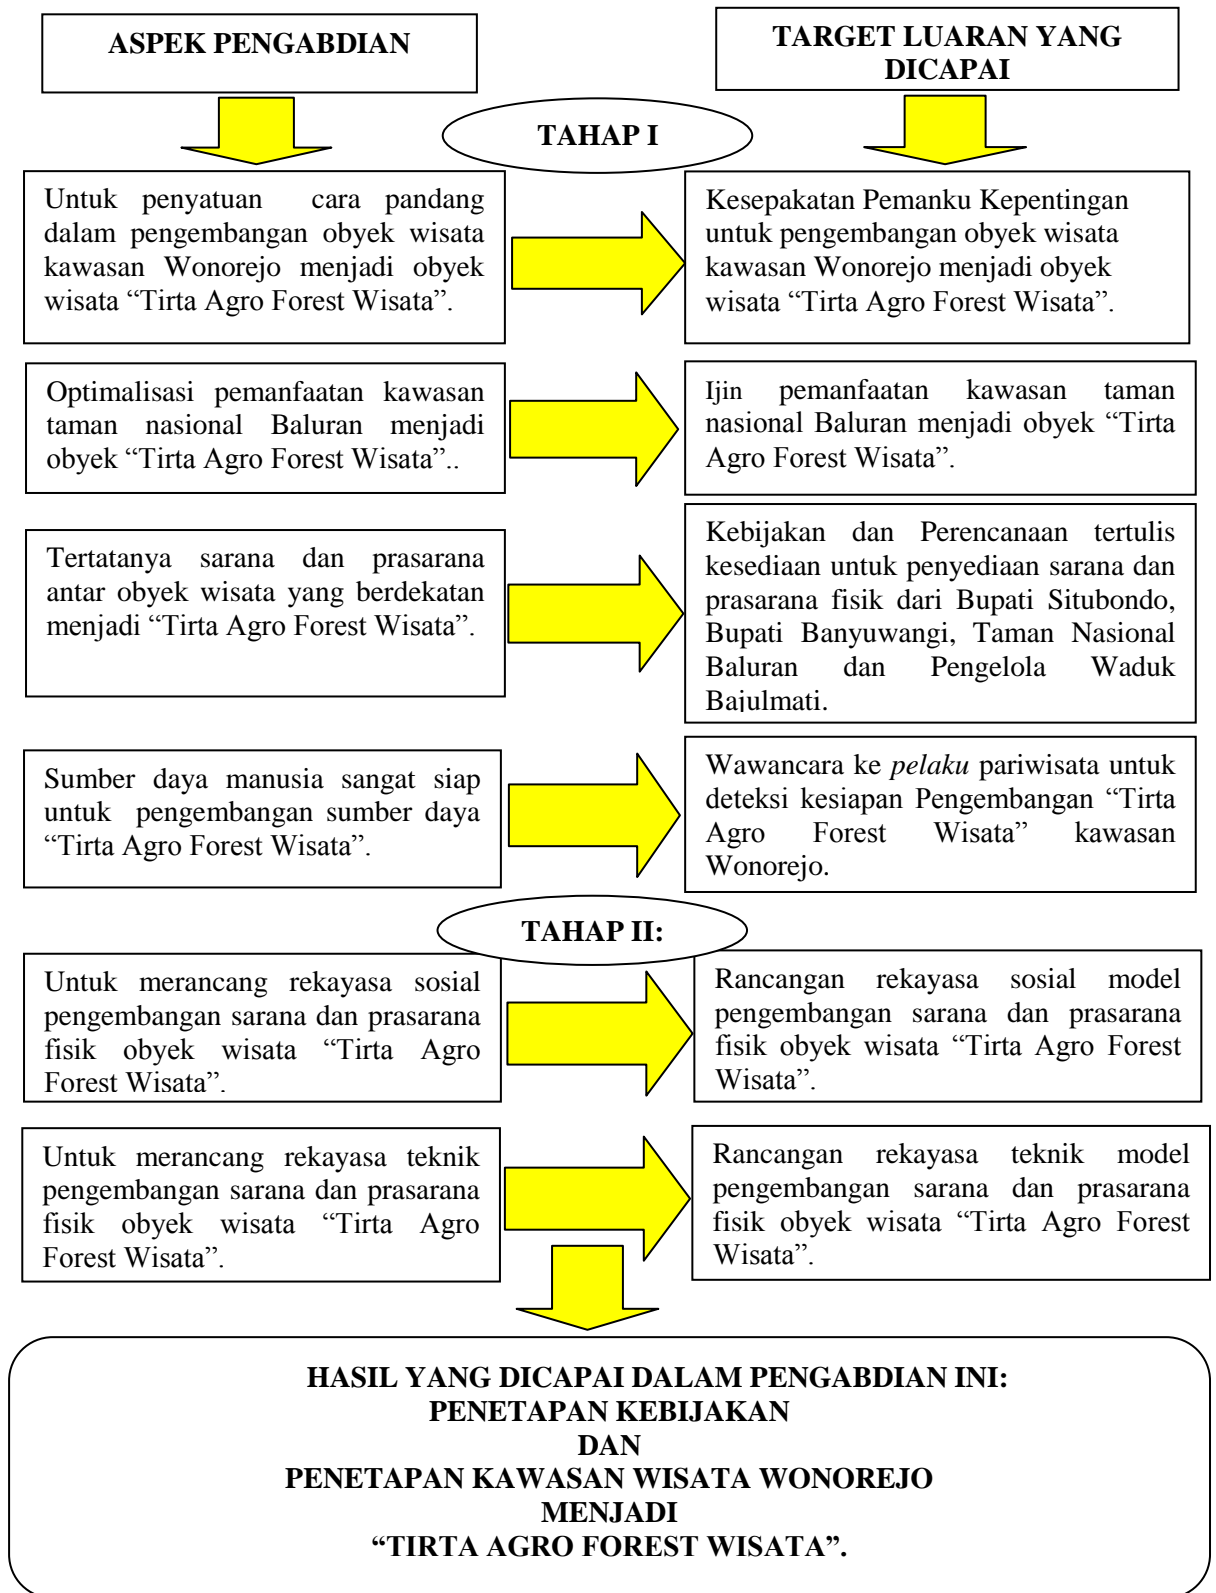 ASPEK PENGABDIAN
TARGET LUARAN YANG
DICAPAI
TAHAP I
Untuk penyatuan cara pandang
dalam pengembangan obyek wisata
kawasan Wonorejo menjadi obyek
wisata “Tirta Agro Forest Wisata”.
Kesepakatan Pemanku Kepentingan
untuk pengembangan obyek wisata
kawasan Wonorejo menjadi obyek
wisata “Tirta Agro Forest Wisata”.
Optimalisasi pemanfaatan kawasan
taman nasional Baluran menjadi
obyek “Tirta Agro Forest Wisata”..
Ijin pemanfaatan kawasan taman
nasional Baluran menjadi obyek “Tirta
Agro Forest Wisata”.
Tertatanya sarana dan prasarana
antar obyek wisata yang berdekatan
menjadi “Tirta Agro Forest Wisata”.
Kebijakan dan Perencanaan tertulis
kesediaan untuk penyediaan sarana dan
prasarana fisik dari Bupati Situbondo,
Bupati Banyuwangi, Taman Nasional
Baluran dan Pengelola Waduk
Bajulmati.
Sumber daya manusia sangat siap
untuk pengembangan sumber daya
“Tirta Agro Forest Wisata”.
Wawancara ke pelaku pariwisata untuk
deteksi kesiapan Pengembangan “Tirta
Agro Forest Wisata” kawasan
Wonorejo.
TAHAP II:
Untuk merancang rekayasa sosial
pengembangan sarana dan prasarana
fisik obyek wisata “Tirta Agro
Forest Wisata”.
Rancangan rekayasa sosial model
pengembangan sarana dan prasarana
fisik obyek wisata “Tirta Agro Forest
Wisata”.
Untuk merancang rekayasa teknik
pengembangan sarana dan prasarana
fisik obyek wisata “Tirta Agro
Forest Wisata”.
Rancangan rekayasa teknik model
pengembangan sarana dan prasarana
fisik obyek wisata “Tirta Agro Forest
Wisata”.
HASIL YANG DICAPAI DALAM PENGABDIAN INI:
PENETAPAN KEBIJAKAN
DAN
PENETAPAN KAWASAN WISATA WONOREJO
MENJADI
“TIRTA AGRO FOREST WISATA”.